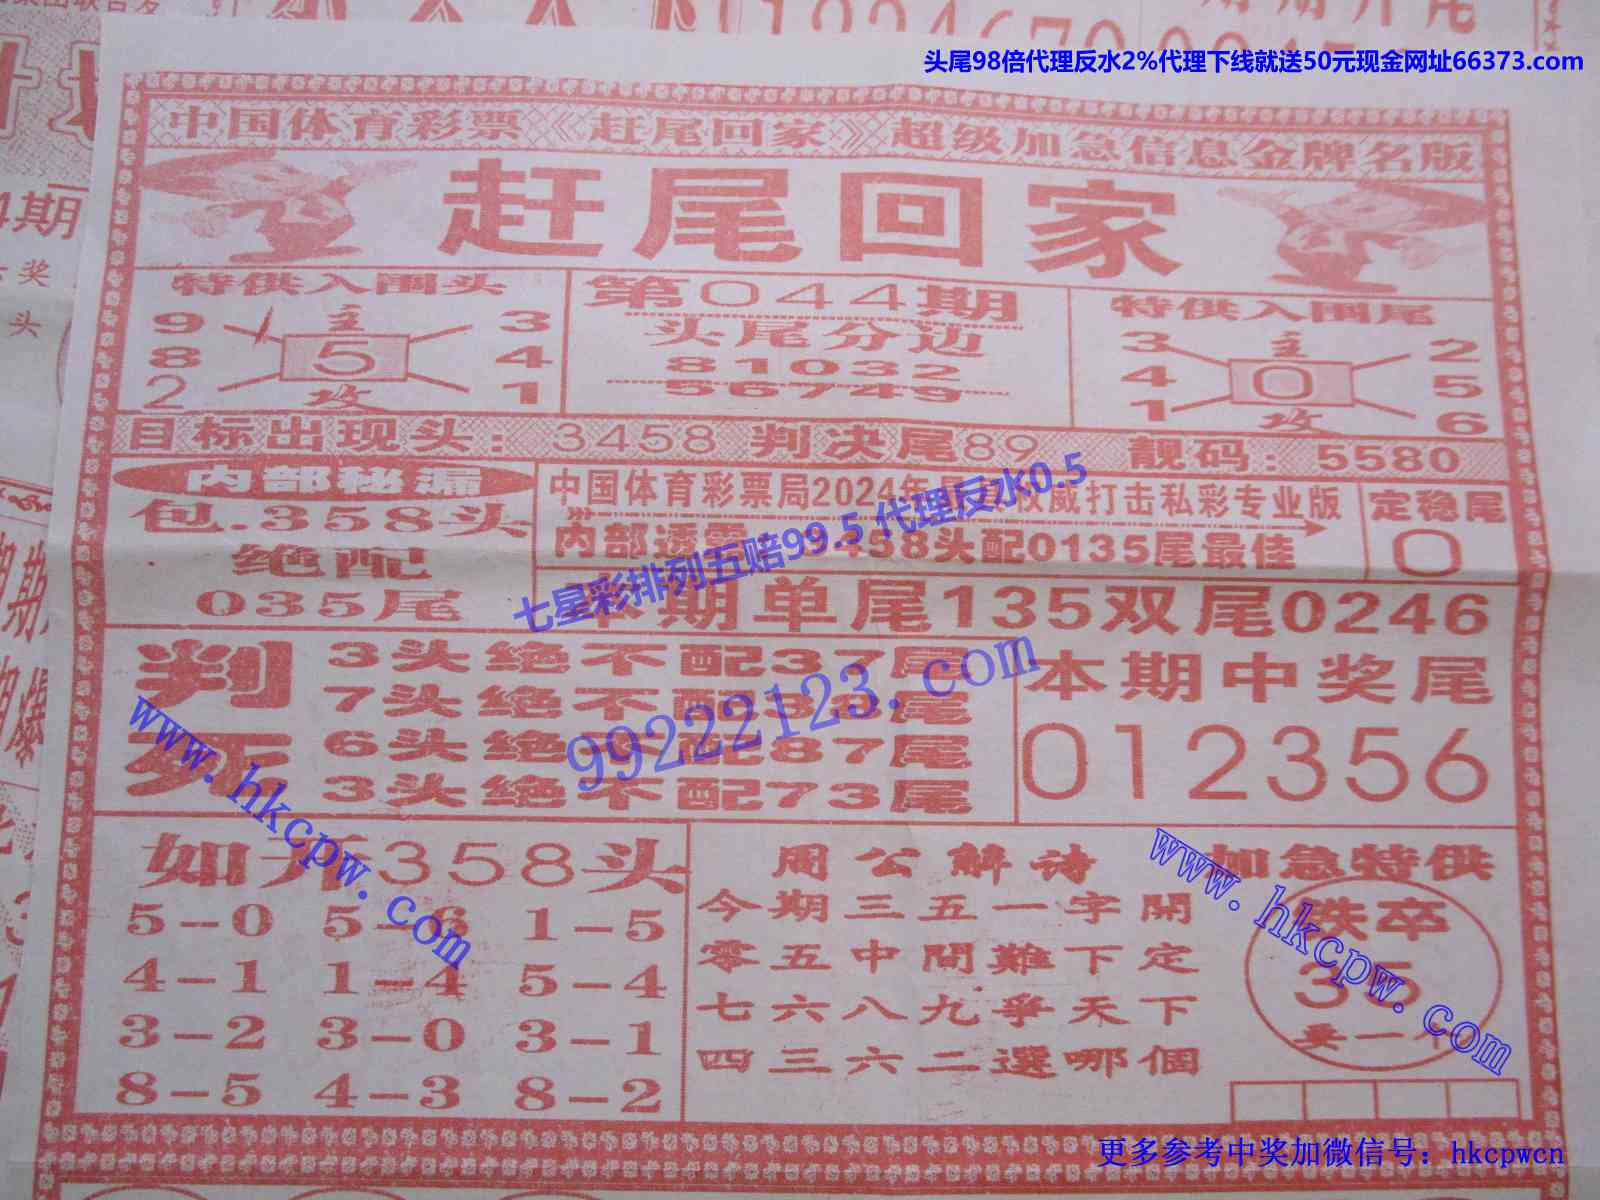 头尾98倍代理反水2%代理下线就送50元现金网址66373.com
中国体育彩票《赶尾回家》超级加急信息金牌名版
赶尾回家
特供入围头
9 主 3
8 5 4
2 攻 1
第044期
头尾分边
81032
56749
特供入围尾
3 主 2
4 0 5
1 攻 6
目标出现头：3458 判决尾89 靓码：5580
内部秘漏
包.358头
绝配
035尾
中国体育彩票局2024年 威打击私彩专业版
内部透 58头配0135尾最佳
定稳尾
0
七星彩排列五赔99.5 代理反水0.5
本期单尾135双尾0246
判死
3头绝不配37尾
7头绝不配 尾
6头绝不配87尾
3头绝不配73尾
99222123.com
本期中奖尾
012356
www.hkcpw.com
如开358头
5-0 5-6 1-5
4-1 1-4 5-4
3-2 3-0 3-1
8-5 4-3 8-2
周公解诗
今期三五一字開
零五中間難下定
七六八九爭天下
四三六二選哪個
www.hkcpw.com
加急特供
卒
35
更多参考中奖加微信号：hkcpwcn
4期
奖
头